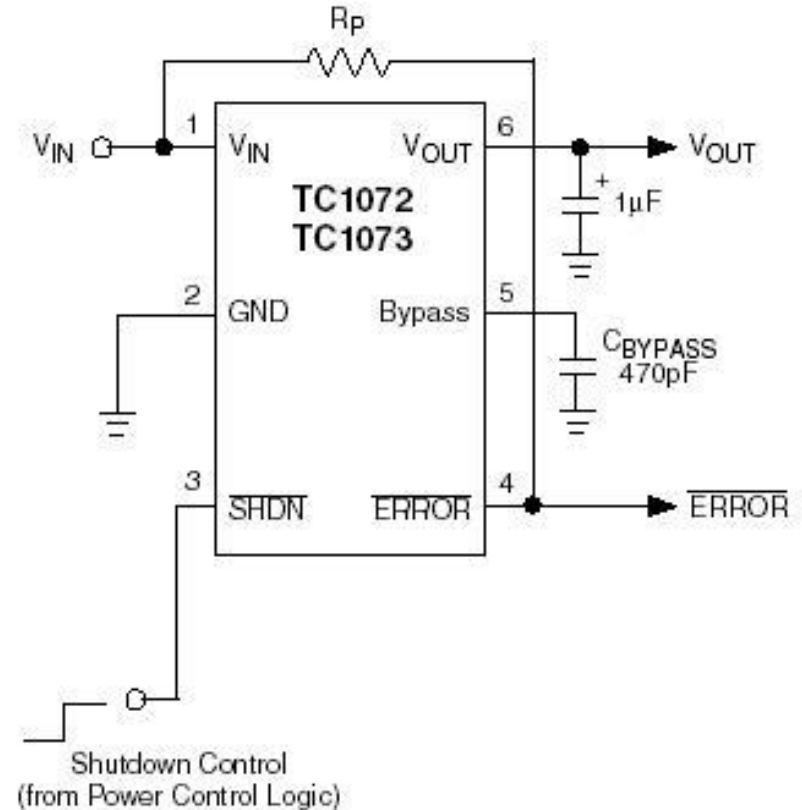 RP
1
6
VIN
VIN
VOUT
VOUT
TC1072
TC1073
+
1µF
2
5
GND
Bypass
CBYPASS
470pF
3
4
SHDN
ERROR
ERROR
Shutdown Control
(from Power Control Logic)